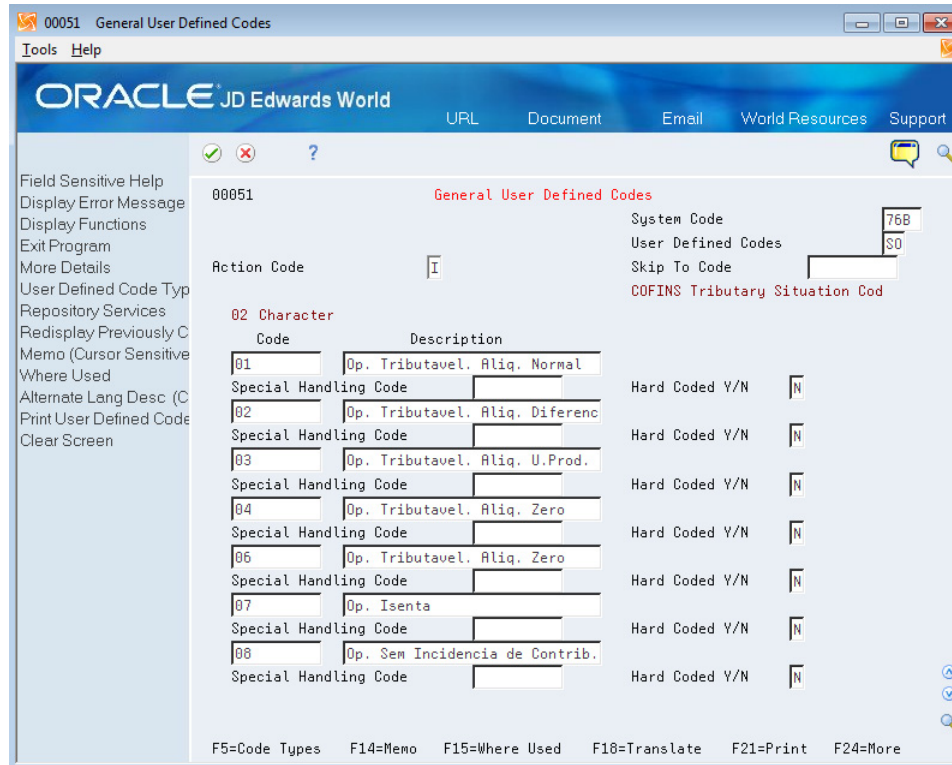 00051 General User Defined Codes
Tools Help
ORACLE JD Edwards World
URL Document Email World Resources Support
?
Field Sensitive Help
Display Error Message
Display Functions
Exit Program
More Details
User Defined Code Typ
Repository Services
Redisplay Previously C
Memo (Cursor Sensitive
Where Used
Alternate Lang Desc (C
Print User Defined Code
Clear Screen
00051 General User Defined Codes
System Code 76B
User Defined Codes SO
Action Code I Skip To Code
COFINS Tributary Situation Cod
02 Character
Code Description
01 Op. Tributavel. Aliq. Normal
Special Handling Code Hard Coded Y/N N
02 Op. Tributavel. Aliq. Diferenc
Special Handling Code Hard Coded Y/N N
03 Op. Tributavel. Aliq. U.Prod.
Special Handling Code Hard Coded Y/N N
04 Op. Tributavel. Aliq. Zero
Special Handling Code Hard Coded Y/N N
06 Op. Tributavel. Aliq. Zero
Special Handling Code Hard Coded Y/N N
07 Op. Isenta
Special Handling Code Hard Coded Y/N N
08 Op. Sem Incidencia de Contrib.
Special Handling Code Hard Coded Y/N N
F5=Code Types F14=Memo F15=Where Used F18=Translate F21=Print F24=More